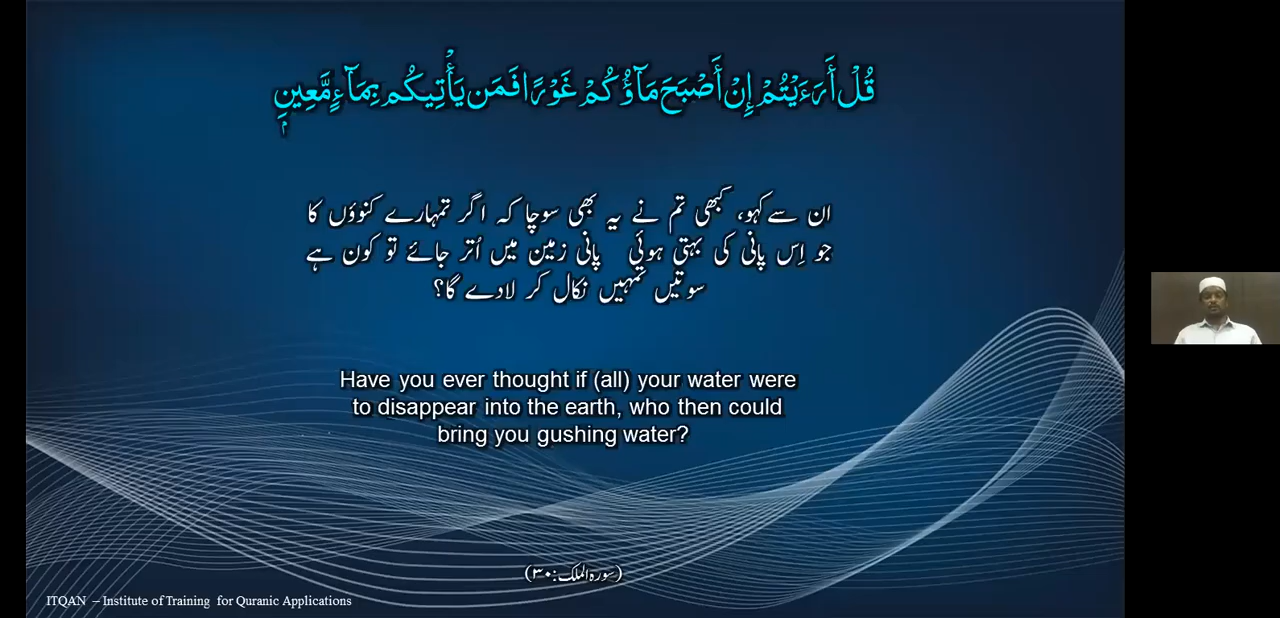 قُلْ أَرَءَيْتُمْ إِنْ أَصْبَحَ مَآؤُكُمْ غَوْرًا فَمَن يَأْتِيكُم بِمَآءٍ مَّعِينٍۭ
ان سے کہو، کبھی تم نے یہ بھی سوچا کہ اگر تمہارے کنوؤں کا
جو اِس پانی کی بہتی ہوئی پانی زمین میں اُتر جائے تو کون ہے
سوتیں تمہیں نکال کر لادے گا؟
Have you ever thought if (all) your water were
to disappear into the earth, who then could
bring you gushing water?
(سورہ الملک:۳۰)
ITQAN – Institute of Training for Quranic Applications